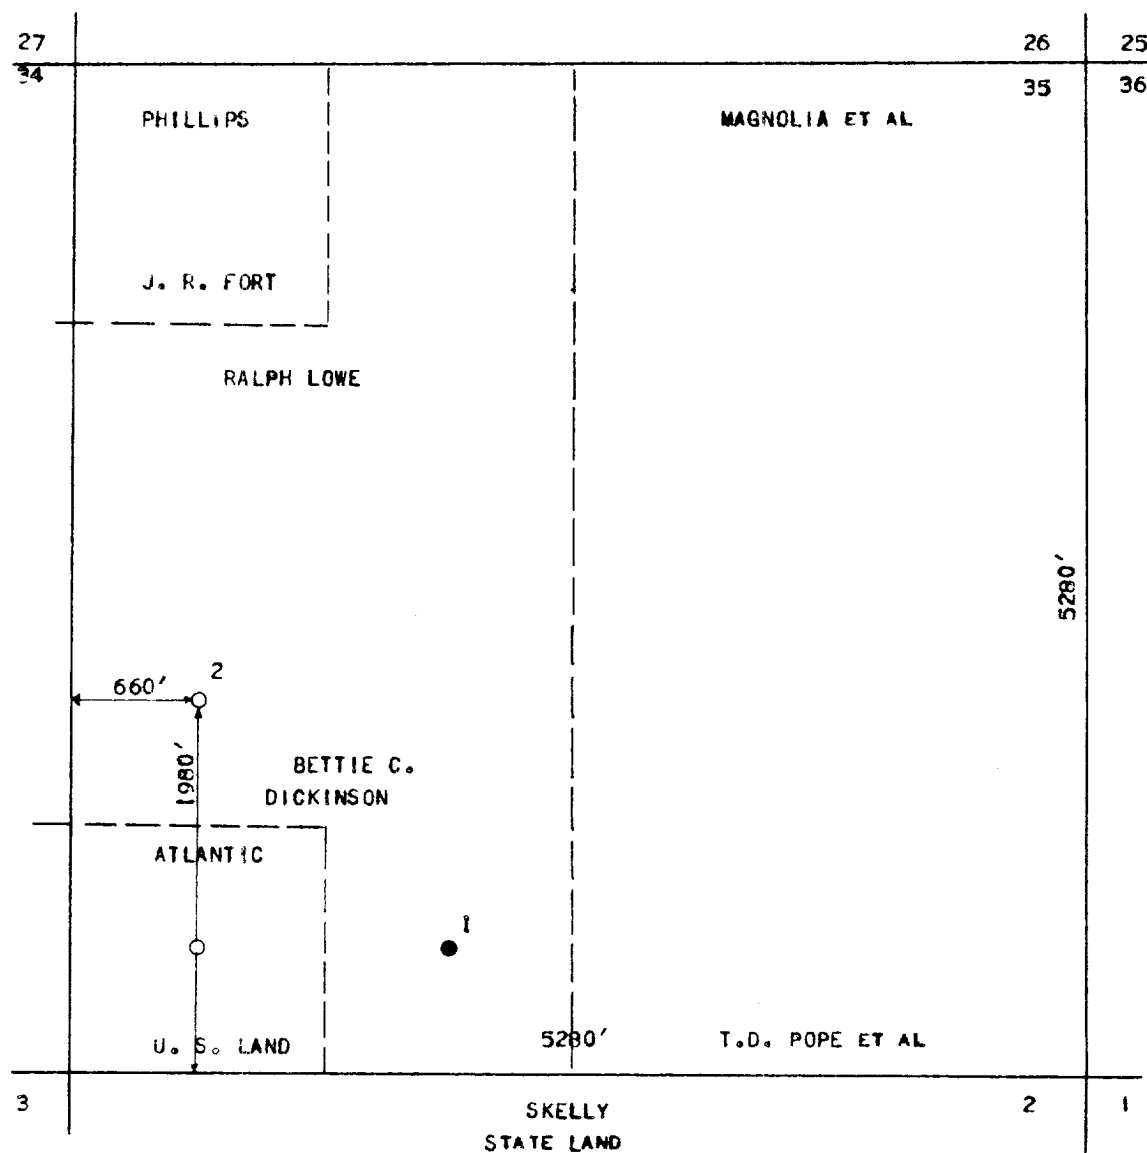 27
26
25
34
35
36
PHILLIPS
MAGNOLIA ET AL
J. R. FORT
RALPH LOWE
5280'
2
660'
1980'
BETTIE C.
DICKINSON
ATLANTIC
1
U. S. LAND
5280'
T.D. POPE ET AL
3
SKELLY
STATE LAND
2
1